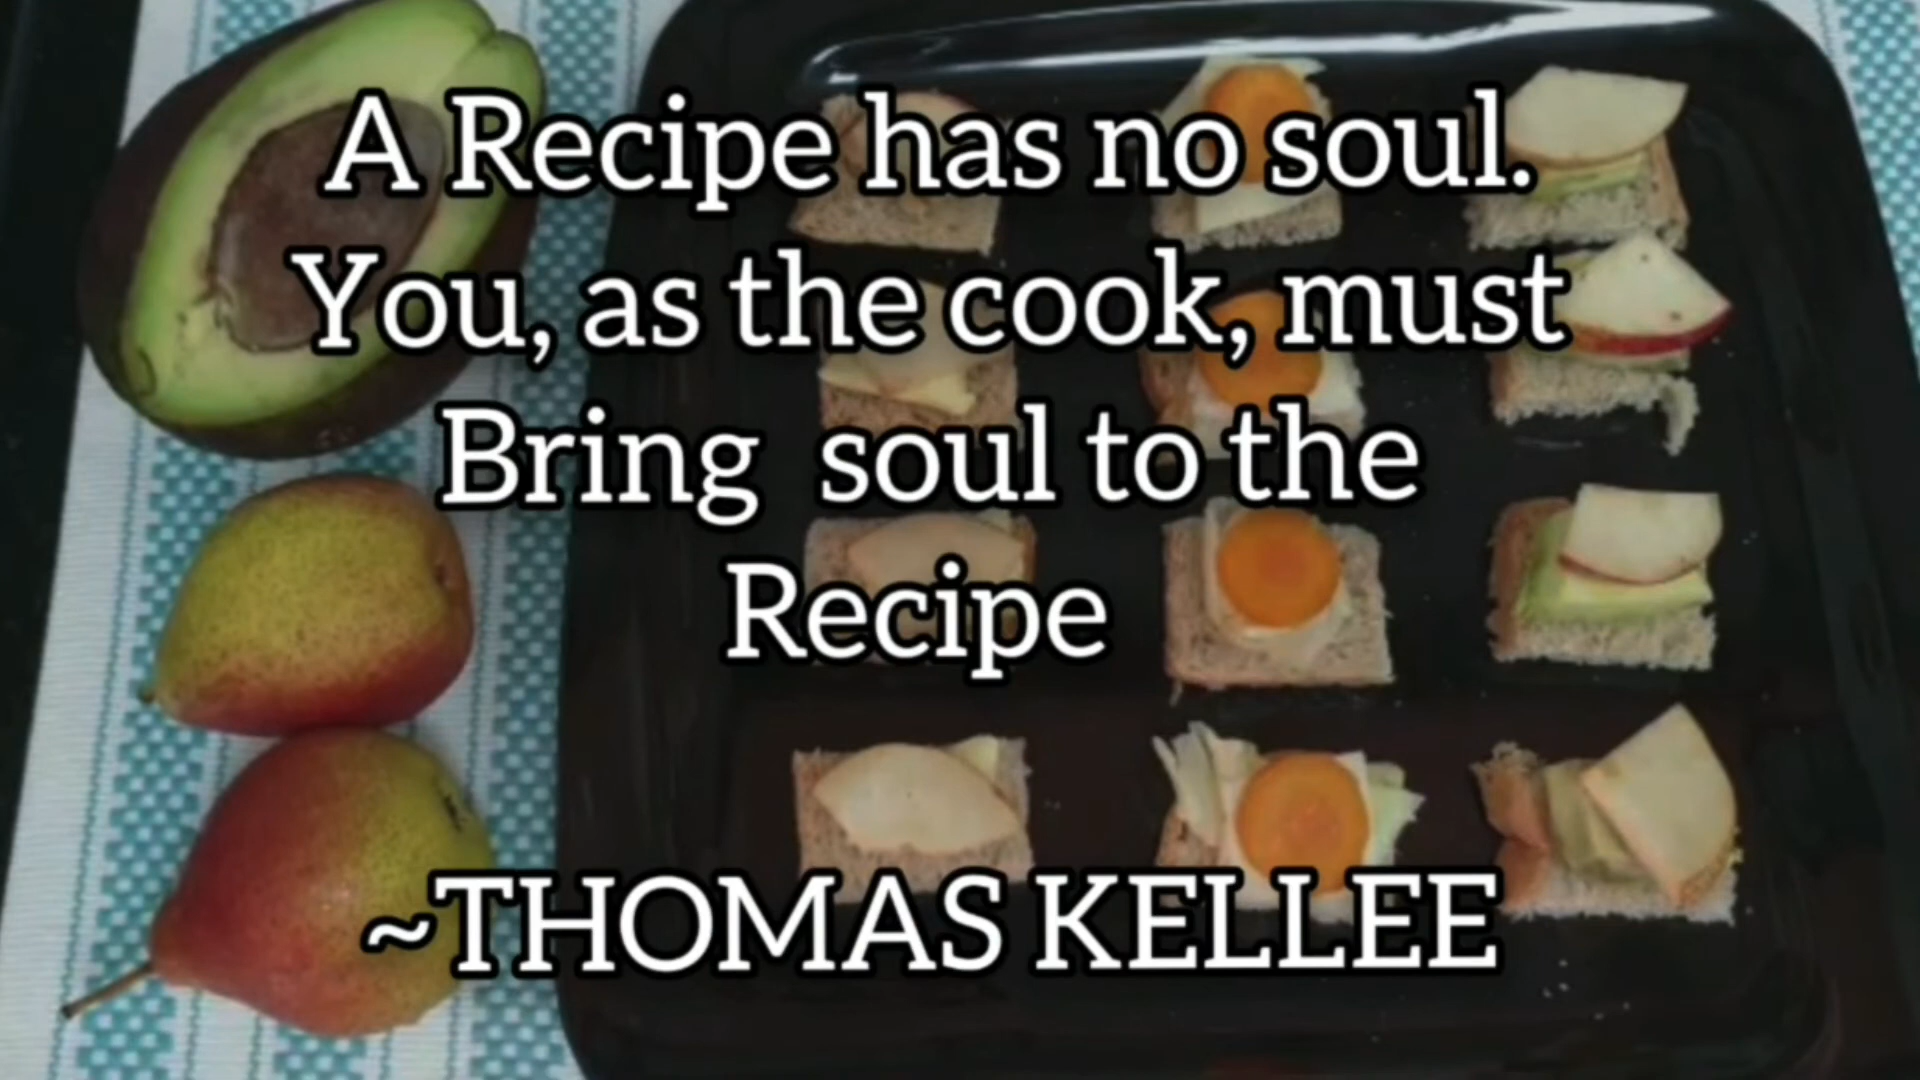 A Recipe has no soul.
You, as the cook, must
Bring soul to the
Recipe
~THOMAS KELLEE